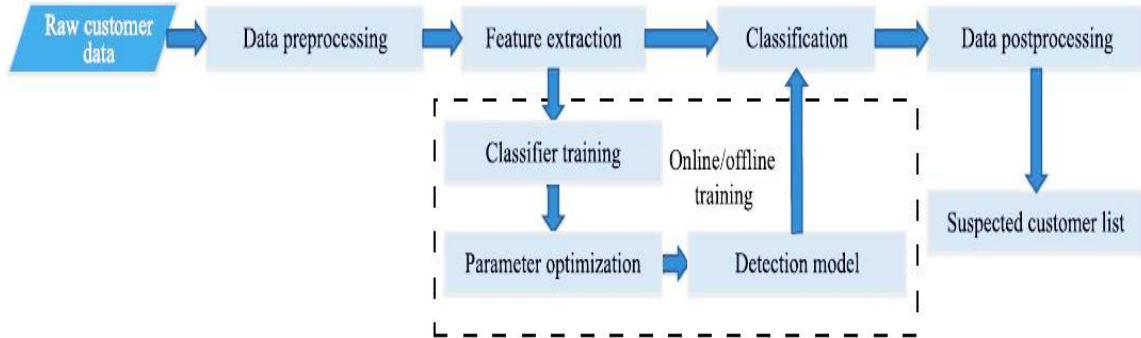 Raw customer
data
Data preprocessing
Feature extraction
Classification
Data postprocessing
Classifier training
Online/offline
training
Parameter optimization
Detection model
Suspected customer list